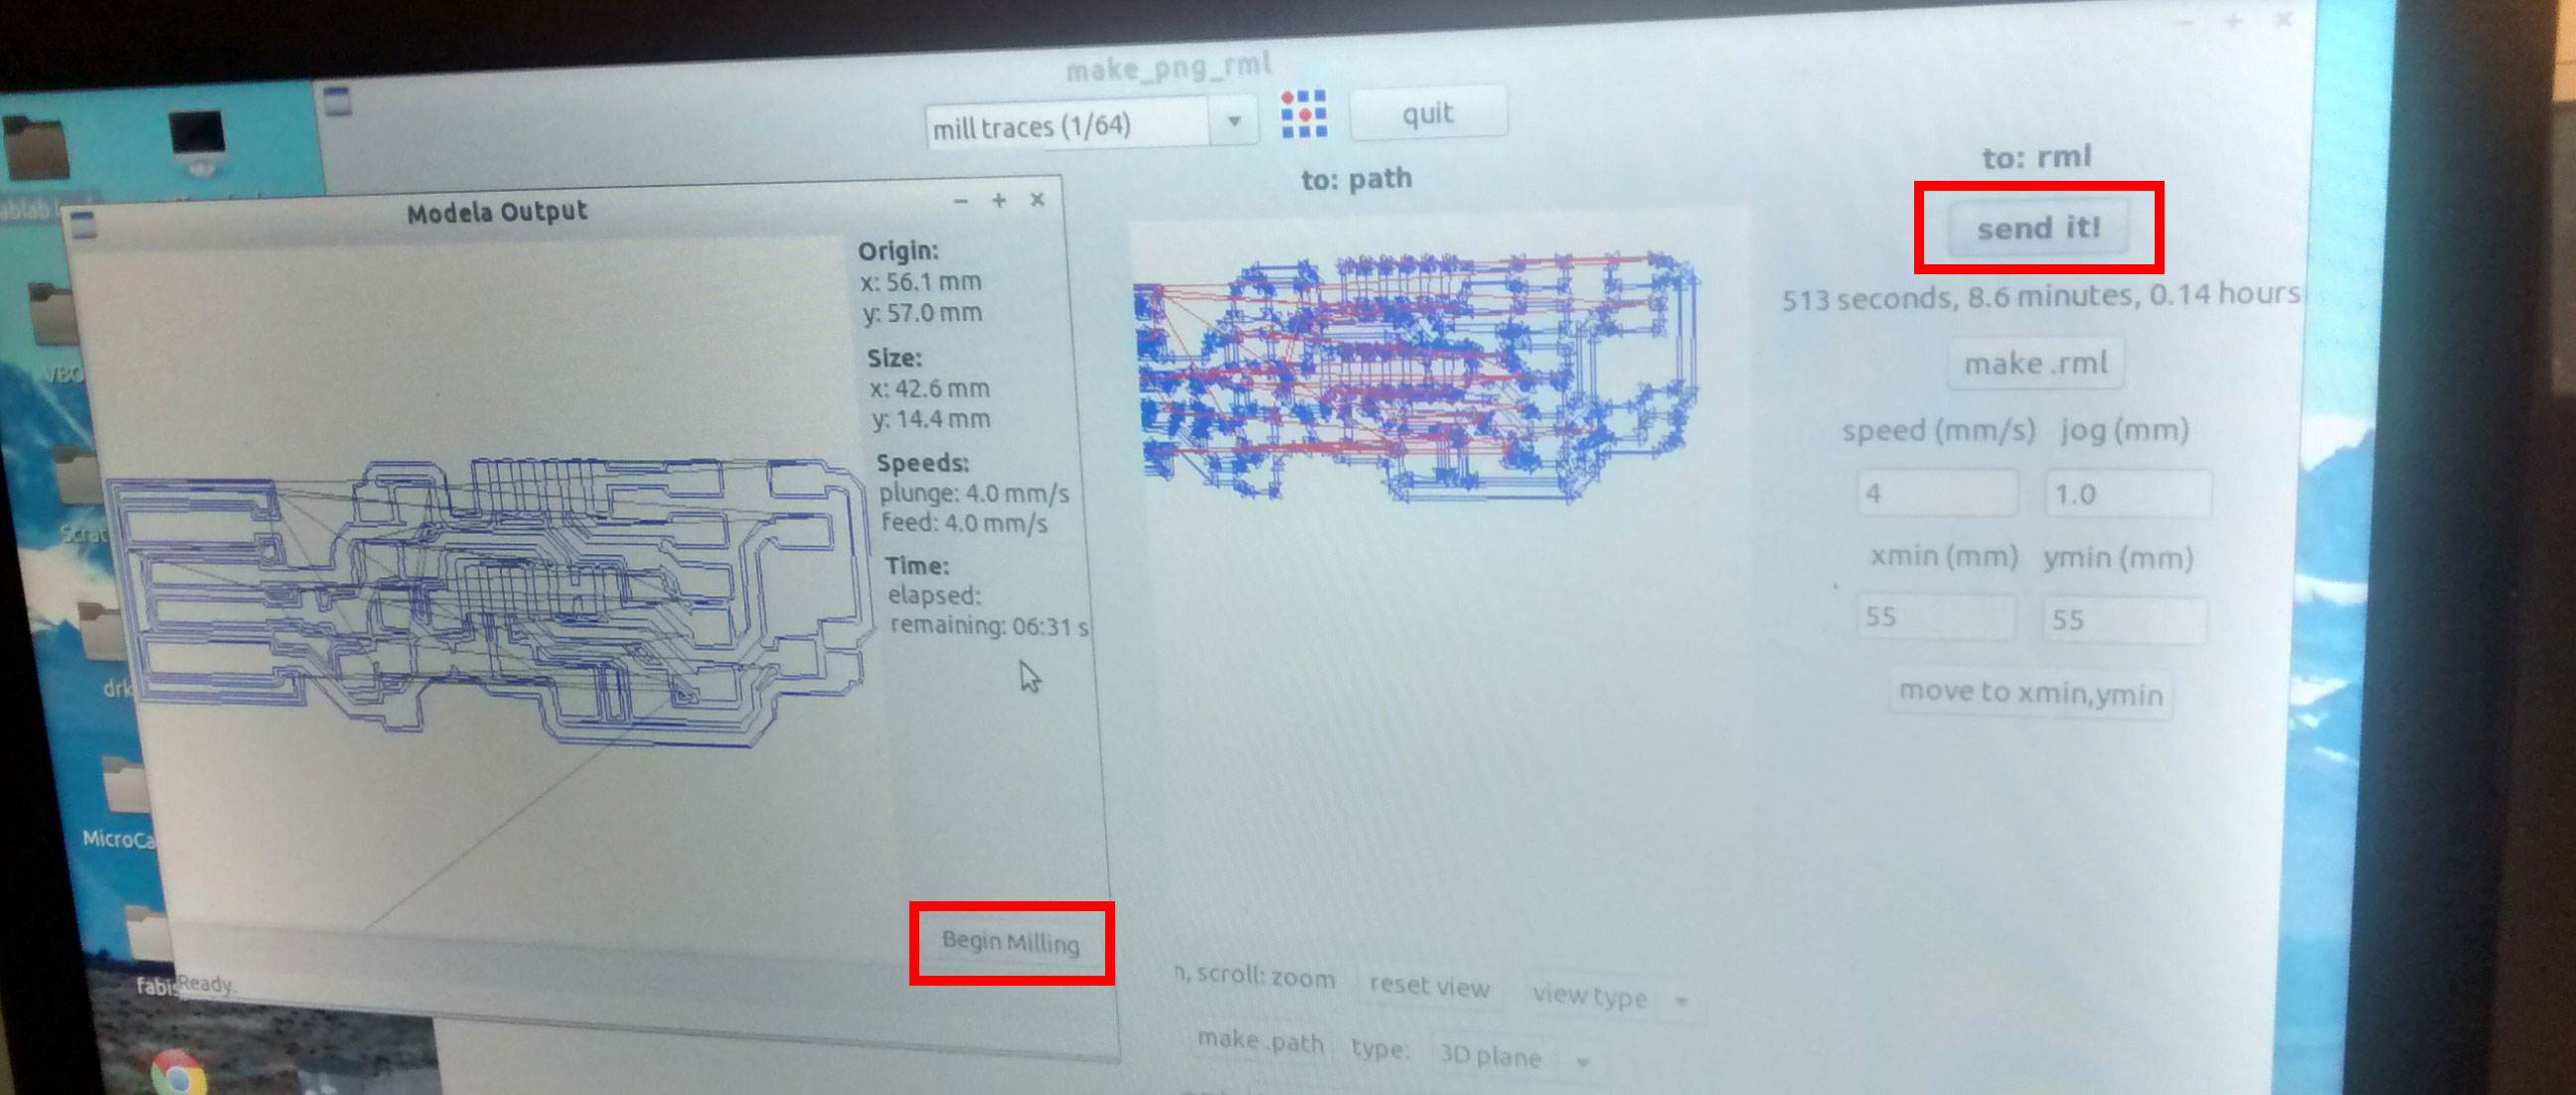 make_png_rml
mill traces (1/64)
quit
to: path
to: rml
send it!
513 seconds, 8.6 minutes, 0.14 hours
make .rml
speed (mm/s) jog (mm)
4 1.0
xmin (mm) ymin (mm)
55 55
move to xmin,ymin
Modela Output
Origin:
x: 56.1 mm
y: 57.0 mm
Size:
x: 42.6 mm
y: 14.4 mm
Speeds:
plunge: 4.0 mm/s
feed: 4.0 mm/s
Time:
elapsed:
remaining: 06:31 s
Begin Milling
Ready.
scroll: zoom reset view view type
make .path type: 3D plane
Scrat
drk
MicroCa
fabi